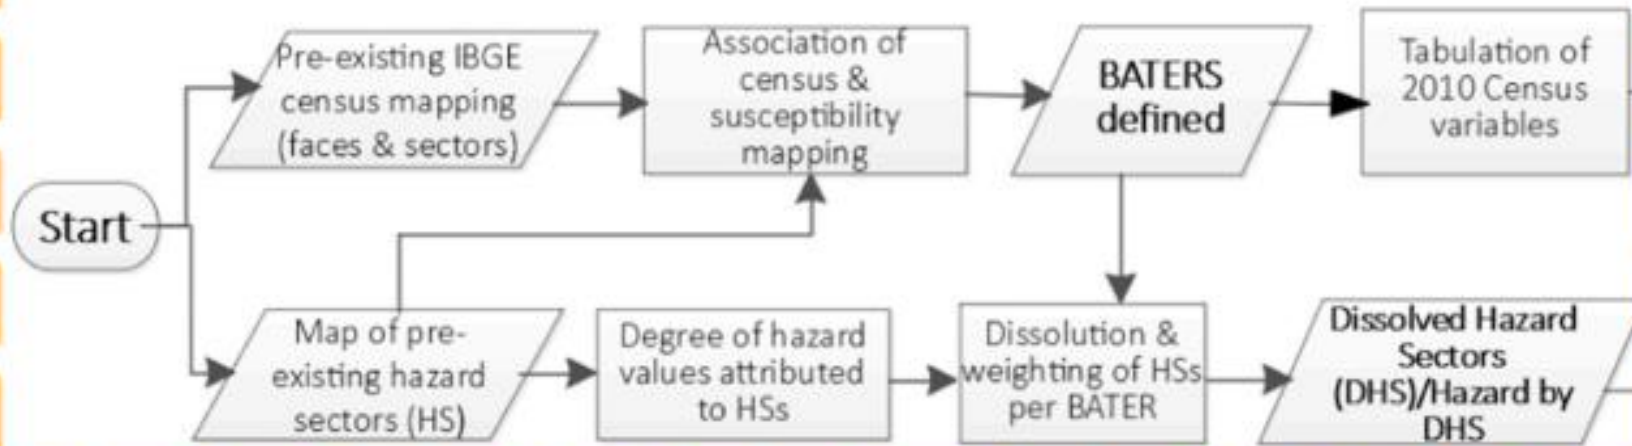 Pre-existing IBGE
census mapping
(faces & sectors)
Association of
census &
susceptibility
mapping
BATERS
defined
Tabulation of
2010 Census
variables
Start
Map of pre-
existing hazard
sectors (HS)
Degree of hazard
values attributed
to HSs
Dissolution &
weighting of HSs
per BATER
Dissolved Hazard
Sectors
(DHS)/Hazard by
DHS